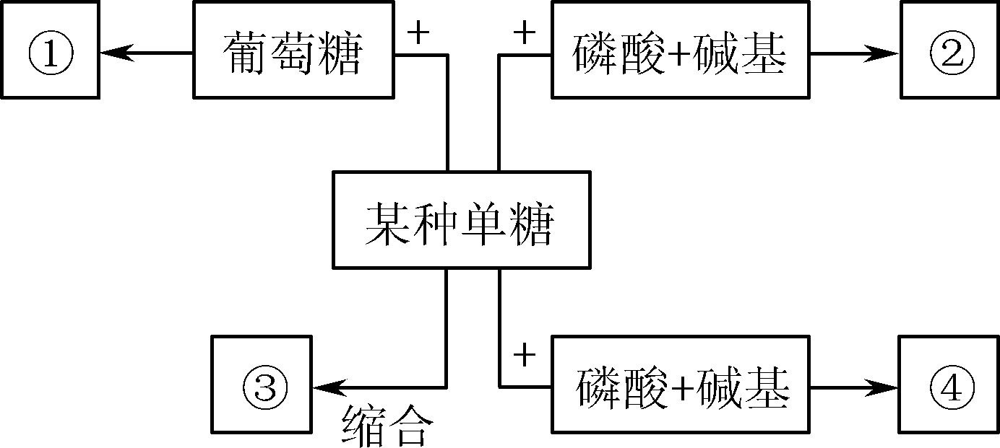 ① 葡萄糖 + + 磷酸+碱基 ②
某种单糖
③ 缩合 + 磷酸+碱基 ④